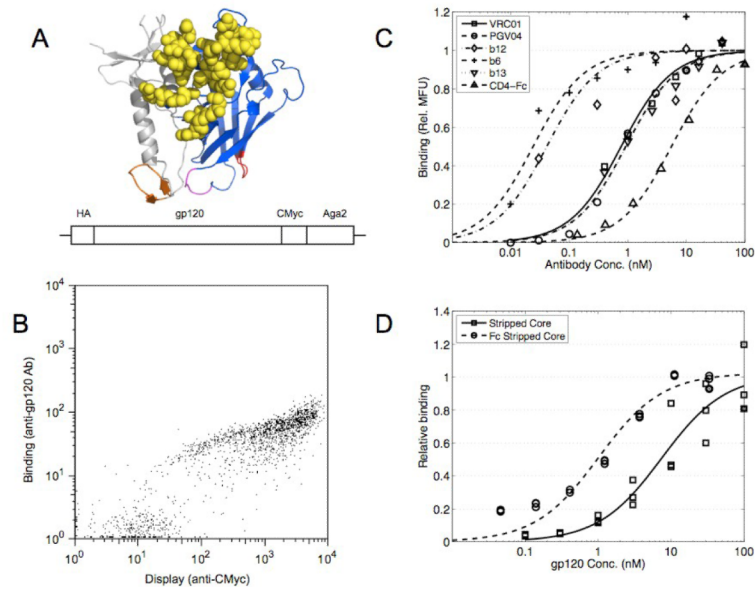 A
HA
gp120
CMyc
Aga2
B
Binding (anti-gp120 Ab)
10^4
10^3
10^2
10^1
10^0
10^0
10^1
10^2
10^3
10^4
Display (anti-CMyc)
C
VRC01
PGV04
b12
b6
b13
CD4-Fc
Binding (Rel. MFU)
1.2
1.0
0.8
0.6
0.4
0.2
0
0.01
0.1
1
10
100
Antibody Conc. (nM)
D
Stripped Core
Fc Stripped Core
Relative binding
1.4
1.2
1
0.8
0.6
0.4
0.2
0
0.01
0.1
1
10
100
gp120 Conc. (nM)